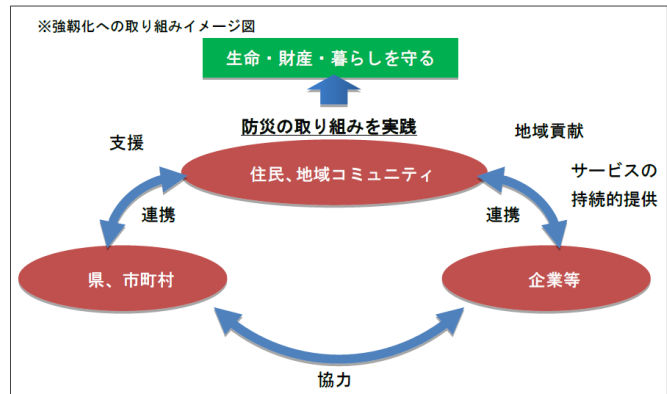 ※強靱化への取り組みイメージ図
生命・財産・暮らしを守る
防災の取り組みを実践
支援
地域貢献
住民、地域コミュニティ
サービスの
持続的提供
連携
連携
県、市町村
企業等
協力